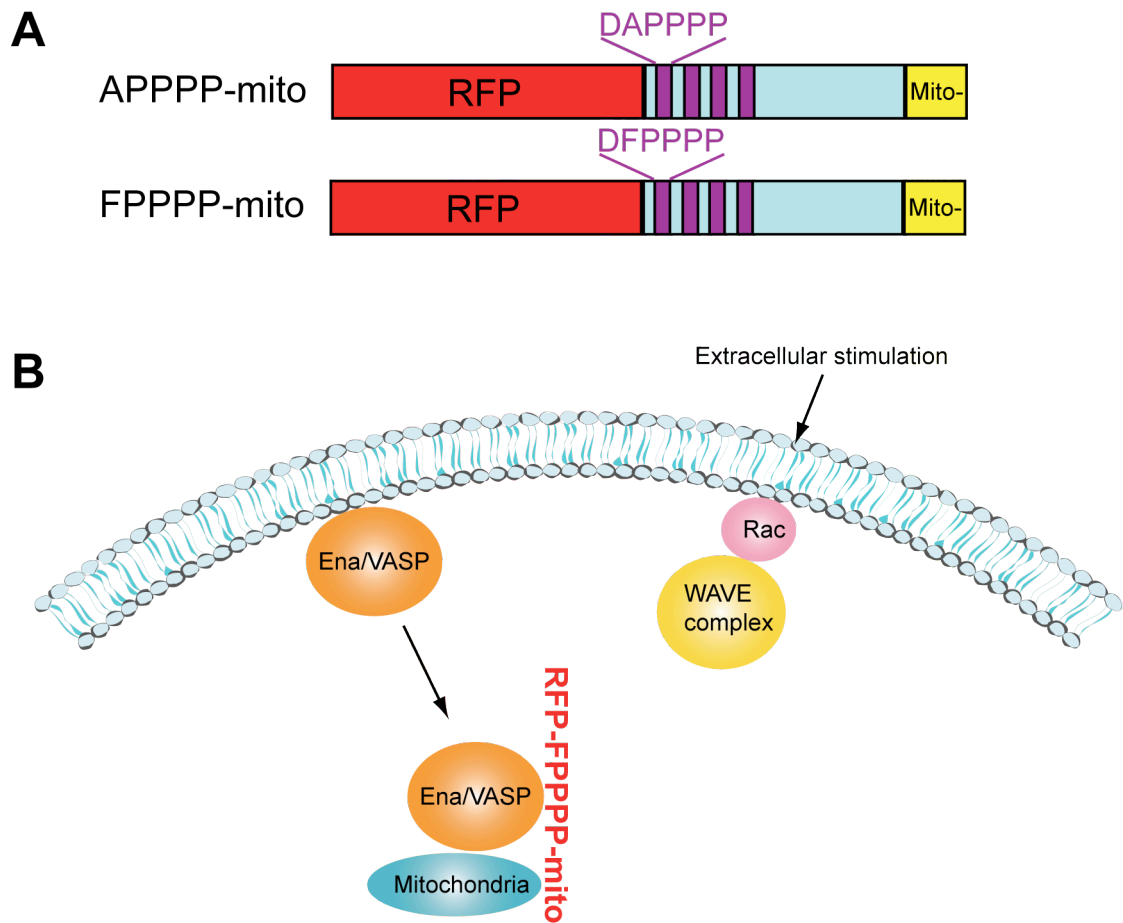 A
DAPPPP
APPPP-mito
RFP
Mito-
DFPPPP
FPPPP-mito
RFP
Mito-
B
Extracellular stimulation
Ena/VASP
Rac
WAVE
complex
RFP-FPPPP-mito
Ena/VASP
Mitochondria